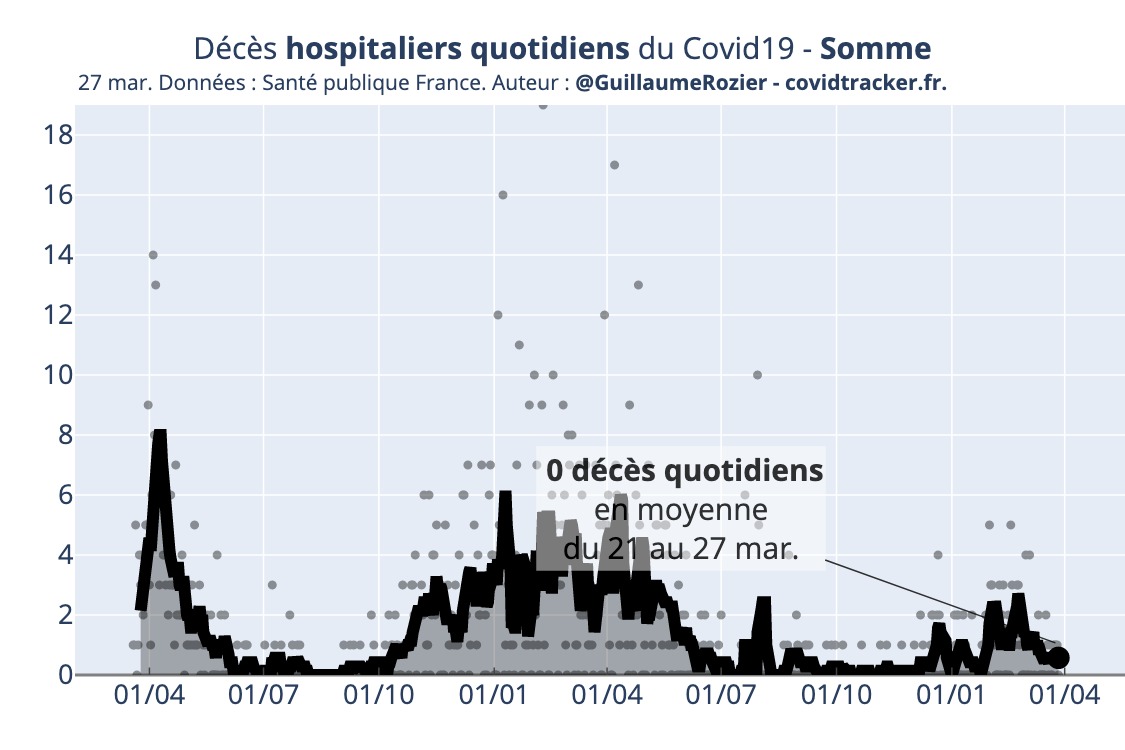 Décès hospitaliers quotidiens du Covid19 - Somme
27 mar. Données : Santé publique France. Auteur : @GuillaumeRozier - covidtracker.fr.
18
16
14
12
10
8
6
4
2
0
0 décès quotidiens
en moyenne
du 21 au 27 mar.
01/04 01/07 01/10 01/01 01/04 01/07 01/10 01/01 01/04